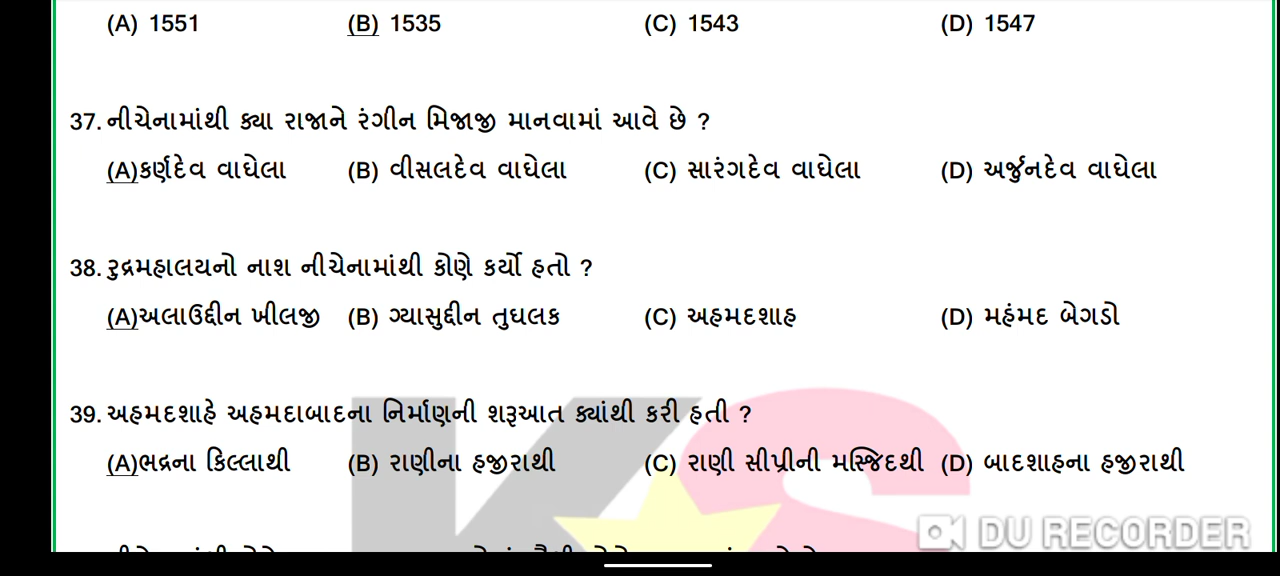 (A) 1551 (B) 1535 (C) 1543 (D) 1547
37. નીચેનામાંથી ક્યા રાજાને રંગીન મિજાજી માનવામાં આવે છે ?
(A)કર્ણદેવ વાઘેલા (B) વીસલદેવ વાઘેલા (C) સારંગદેવ વાઘેલા (D) અર્જુનદેવ વાઘેલા
38. રુદ્રમહાલયનો નાશ નીચેનામાંથી કોણે કર્યો હતો ?
(A)અલાઉદ્દીન ખીલજી (B) ગ્યાસુદ્દીન તુઘલક (C) અહમદશાહ (D) મહંમદ બેગડો
39. અહમદશાહે અહમદાબાદના નિર્માણની શરૂઆત ક્યાંથી કરી હતી ?
(A)ભદ્રના કિલ્લાથી (B) રાણીના હજીરાથી (C) રાણી સીપ્રીની મસ્જિદથી (D) બાદશાહના હજીરાથી
KS
DU RECORDER